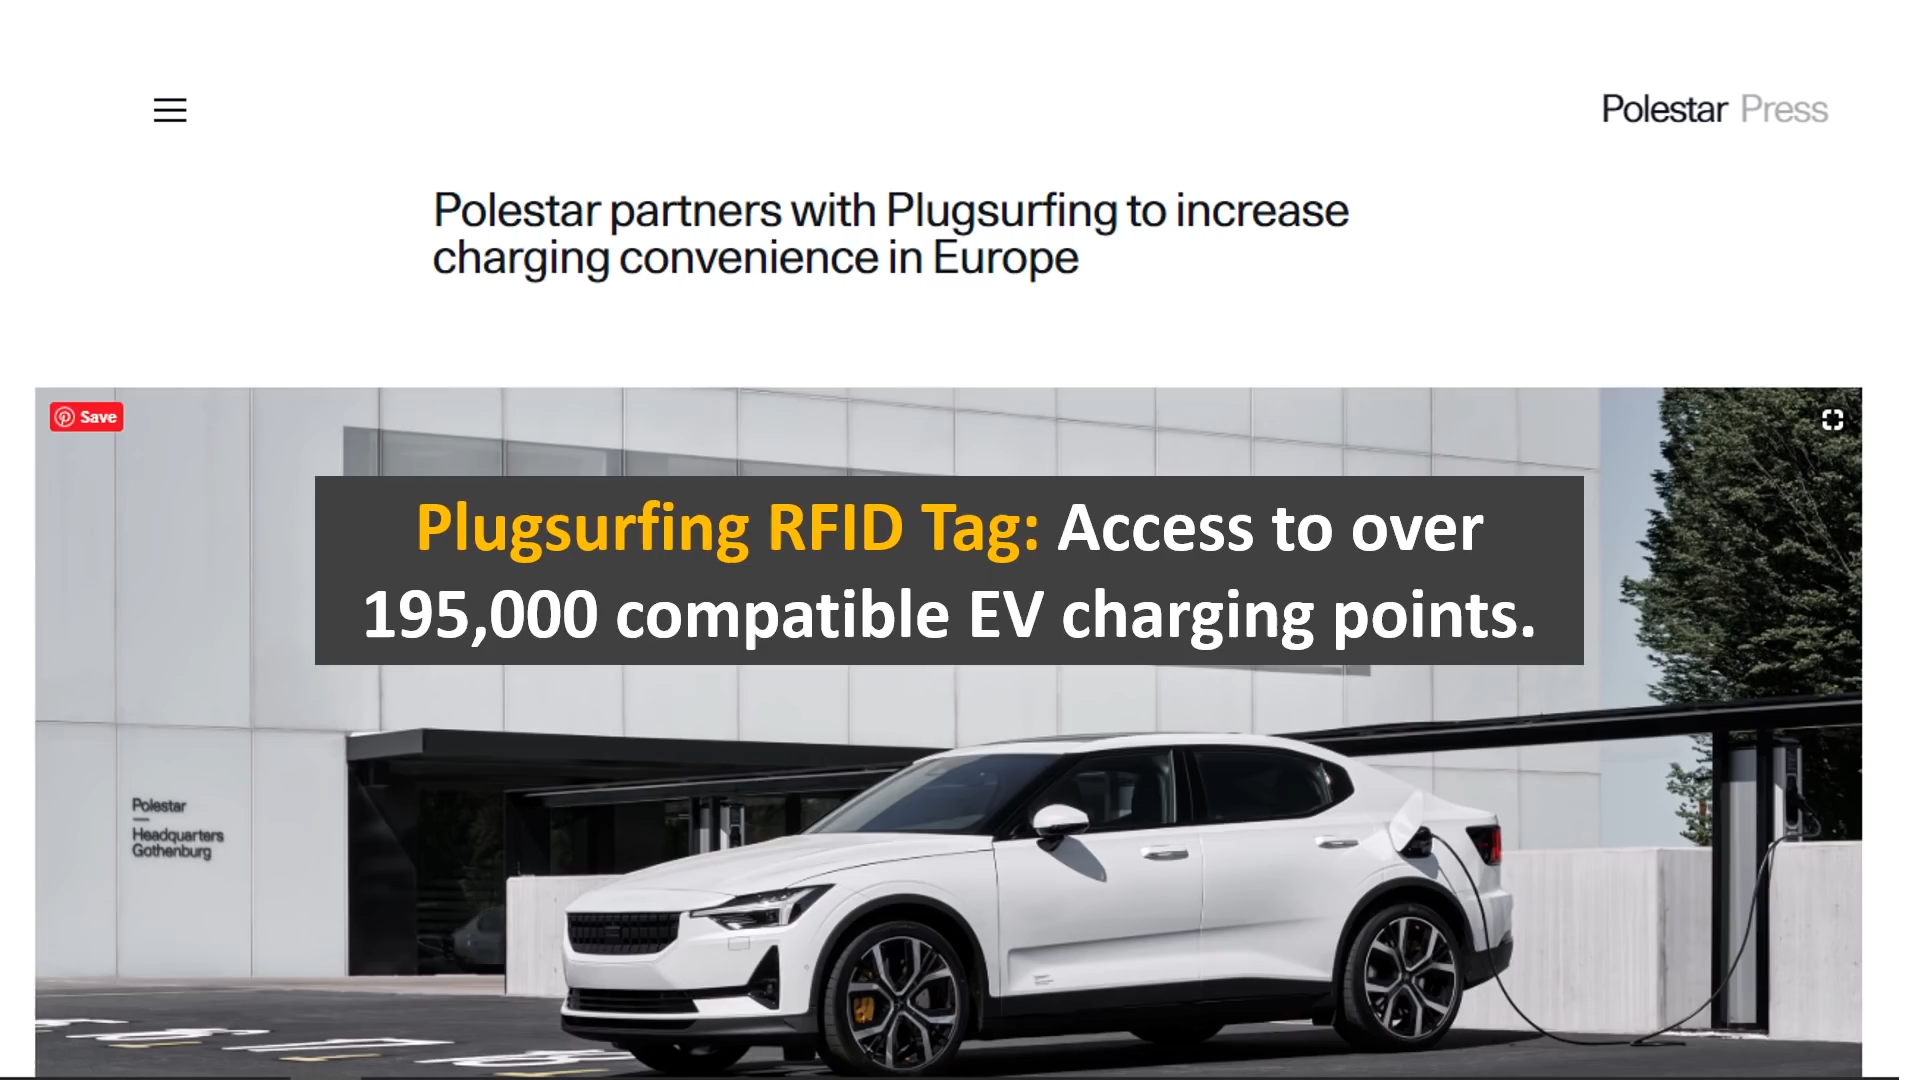 Polestar Press
Polestar partners with Plugsurfing to increase
charging convenience in Europe
Save
Plugsurfing RFID Tag: Access to over
195,000 compatible EV charging points.
Polestar
Headquarters
Gothenburg